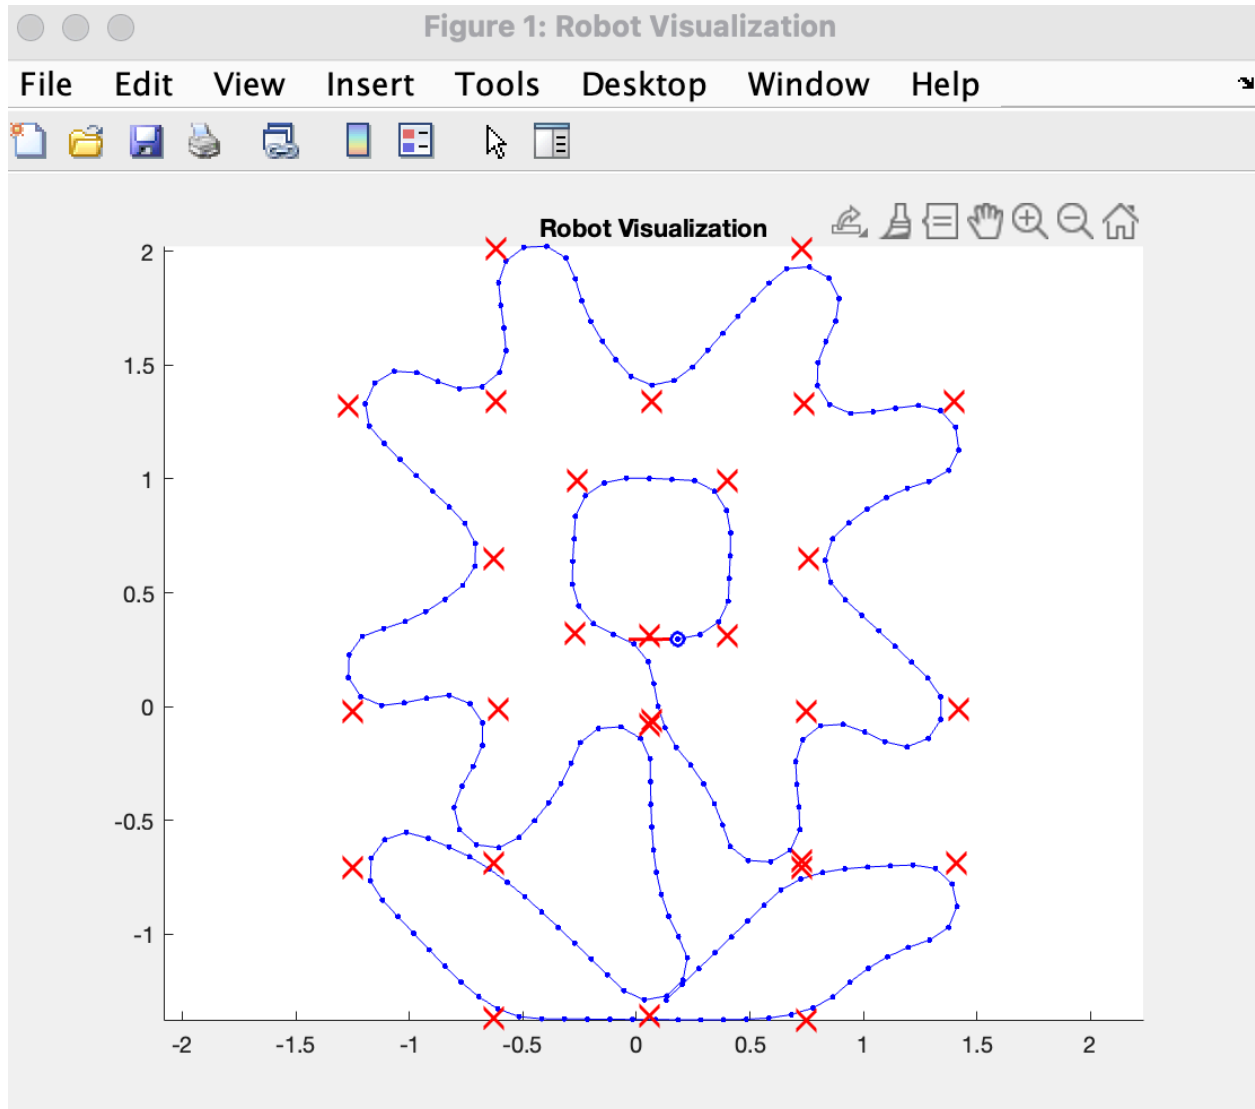 Figure 1: Robot Visualization
File Edit View Insert Tools Desktop Window Help
Robot Visualization
2
1.5
1
0.5
0
-0.5
-1
-2 -1.5 -1 -0.5 0 0.5 1 1.5 2